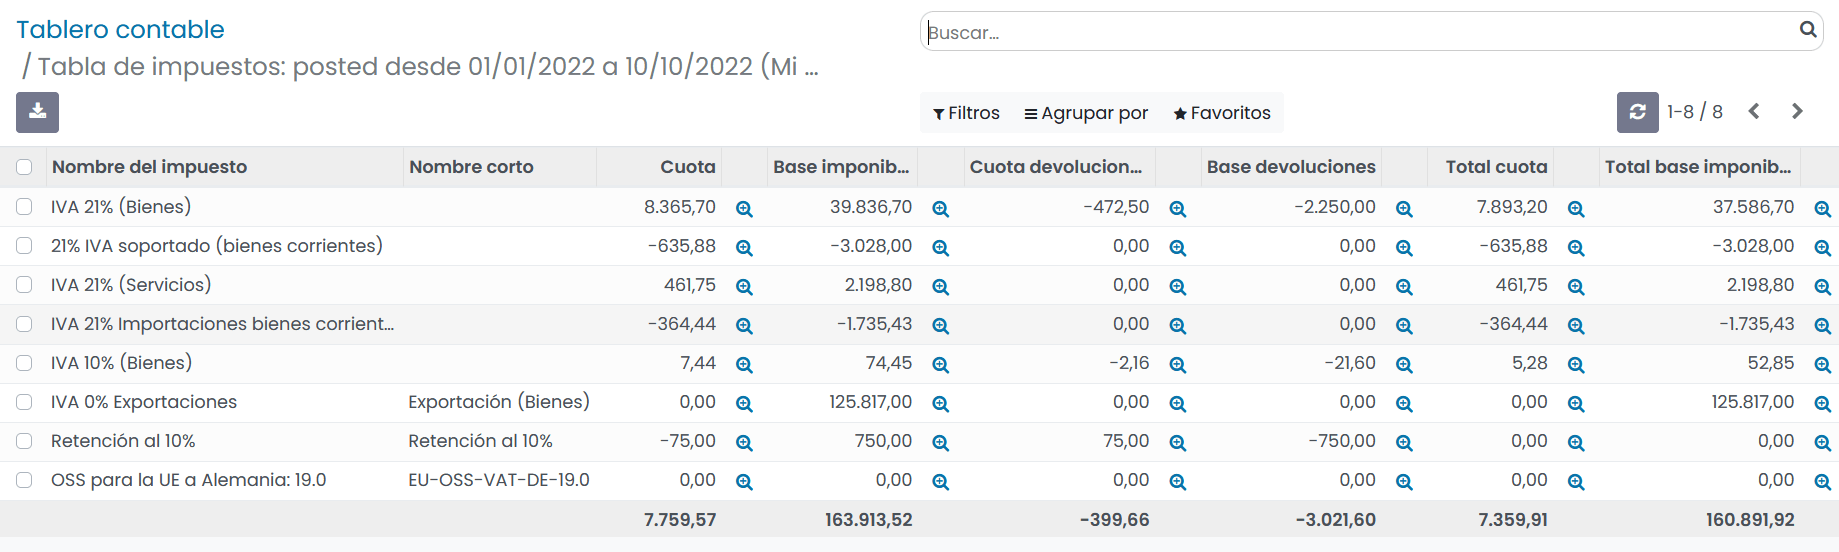 Tablero contable
/ Tabla de impuestos: posted desde 01/01/2022 a 10/10/2022 (Mi ...
Buscar...
Filtros Agrupar por Favoritos 1-8 / 8
Nombre del impuesto Nombre corto Cuota Base imponib... Cuota devolucion... Base devoluciones Total cuota Total base imponib...
IVA 21% (Bienes) 8.365,70 39.836,70 -472,50 -2.250,00 7.893,20 37.586,70
21% IVA soportado (bienes corrientes) -635,88 -3.028,00 0,00 0,00 -635,88 -3.028,00
IVA 21% (Servicios) 461,75 2.198,80 0,00 0,00 461,75 2.198,80
IVA 21% Importaciones bienes corrient... -364,44 -1.735,43 0,00 0,00 -364,44 -1.735,43
IVA 10% (Bienes) 7,44 74,45 -2,16 -21,60 5,28 52,85
IVA 0% Exportaciones Exportación (Bienes) 0,00 125.817,00 0,00 0,00 0,00 125.817,00
Retención al 10% Retención al 10% -75,00 750,00 75,00 -750,00 0,00 0,00
OSS para la UE a Alemania: 19.0 EU-OSS-VAT-DE-19.0 0,00 0,00 0,00 0,00 0,00 0,00
7.759,57 163.913,52 -399,66 -3.021,60 7.359,91 160.891,92